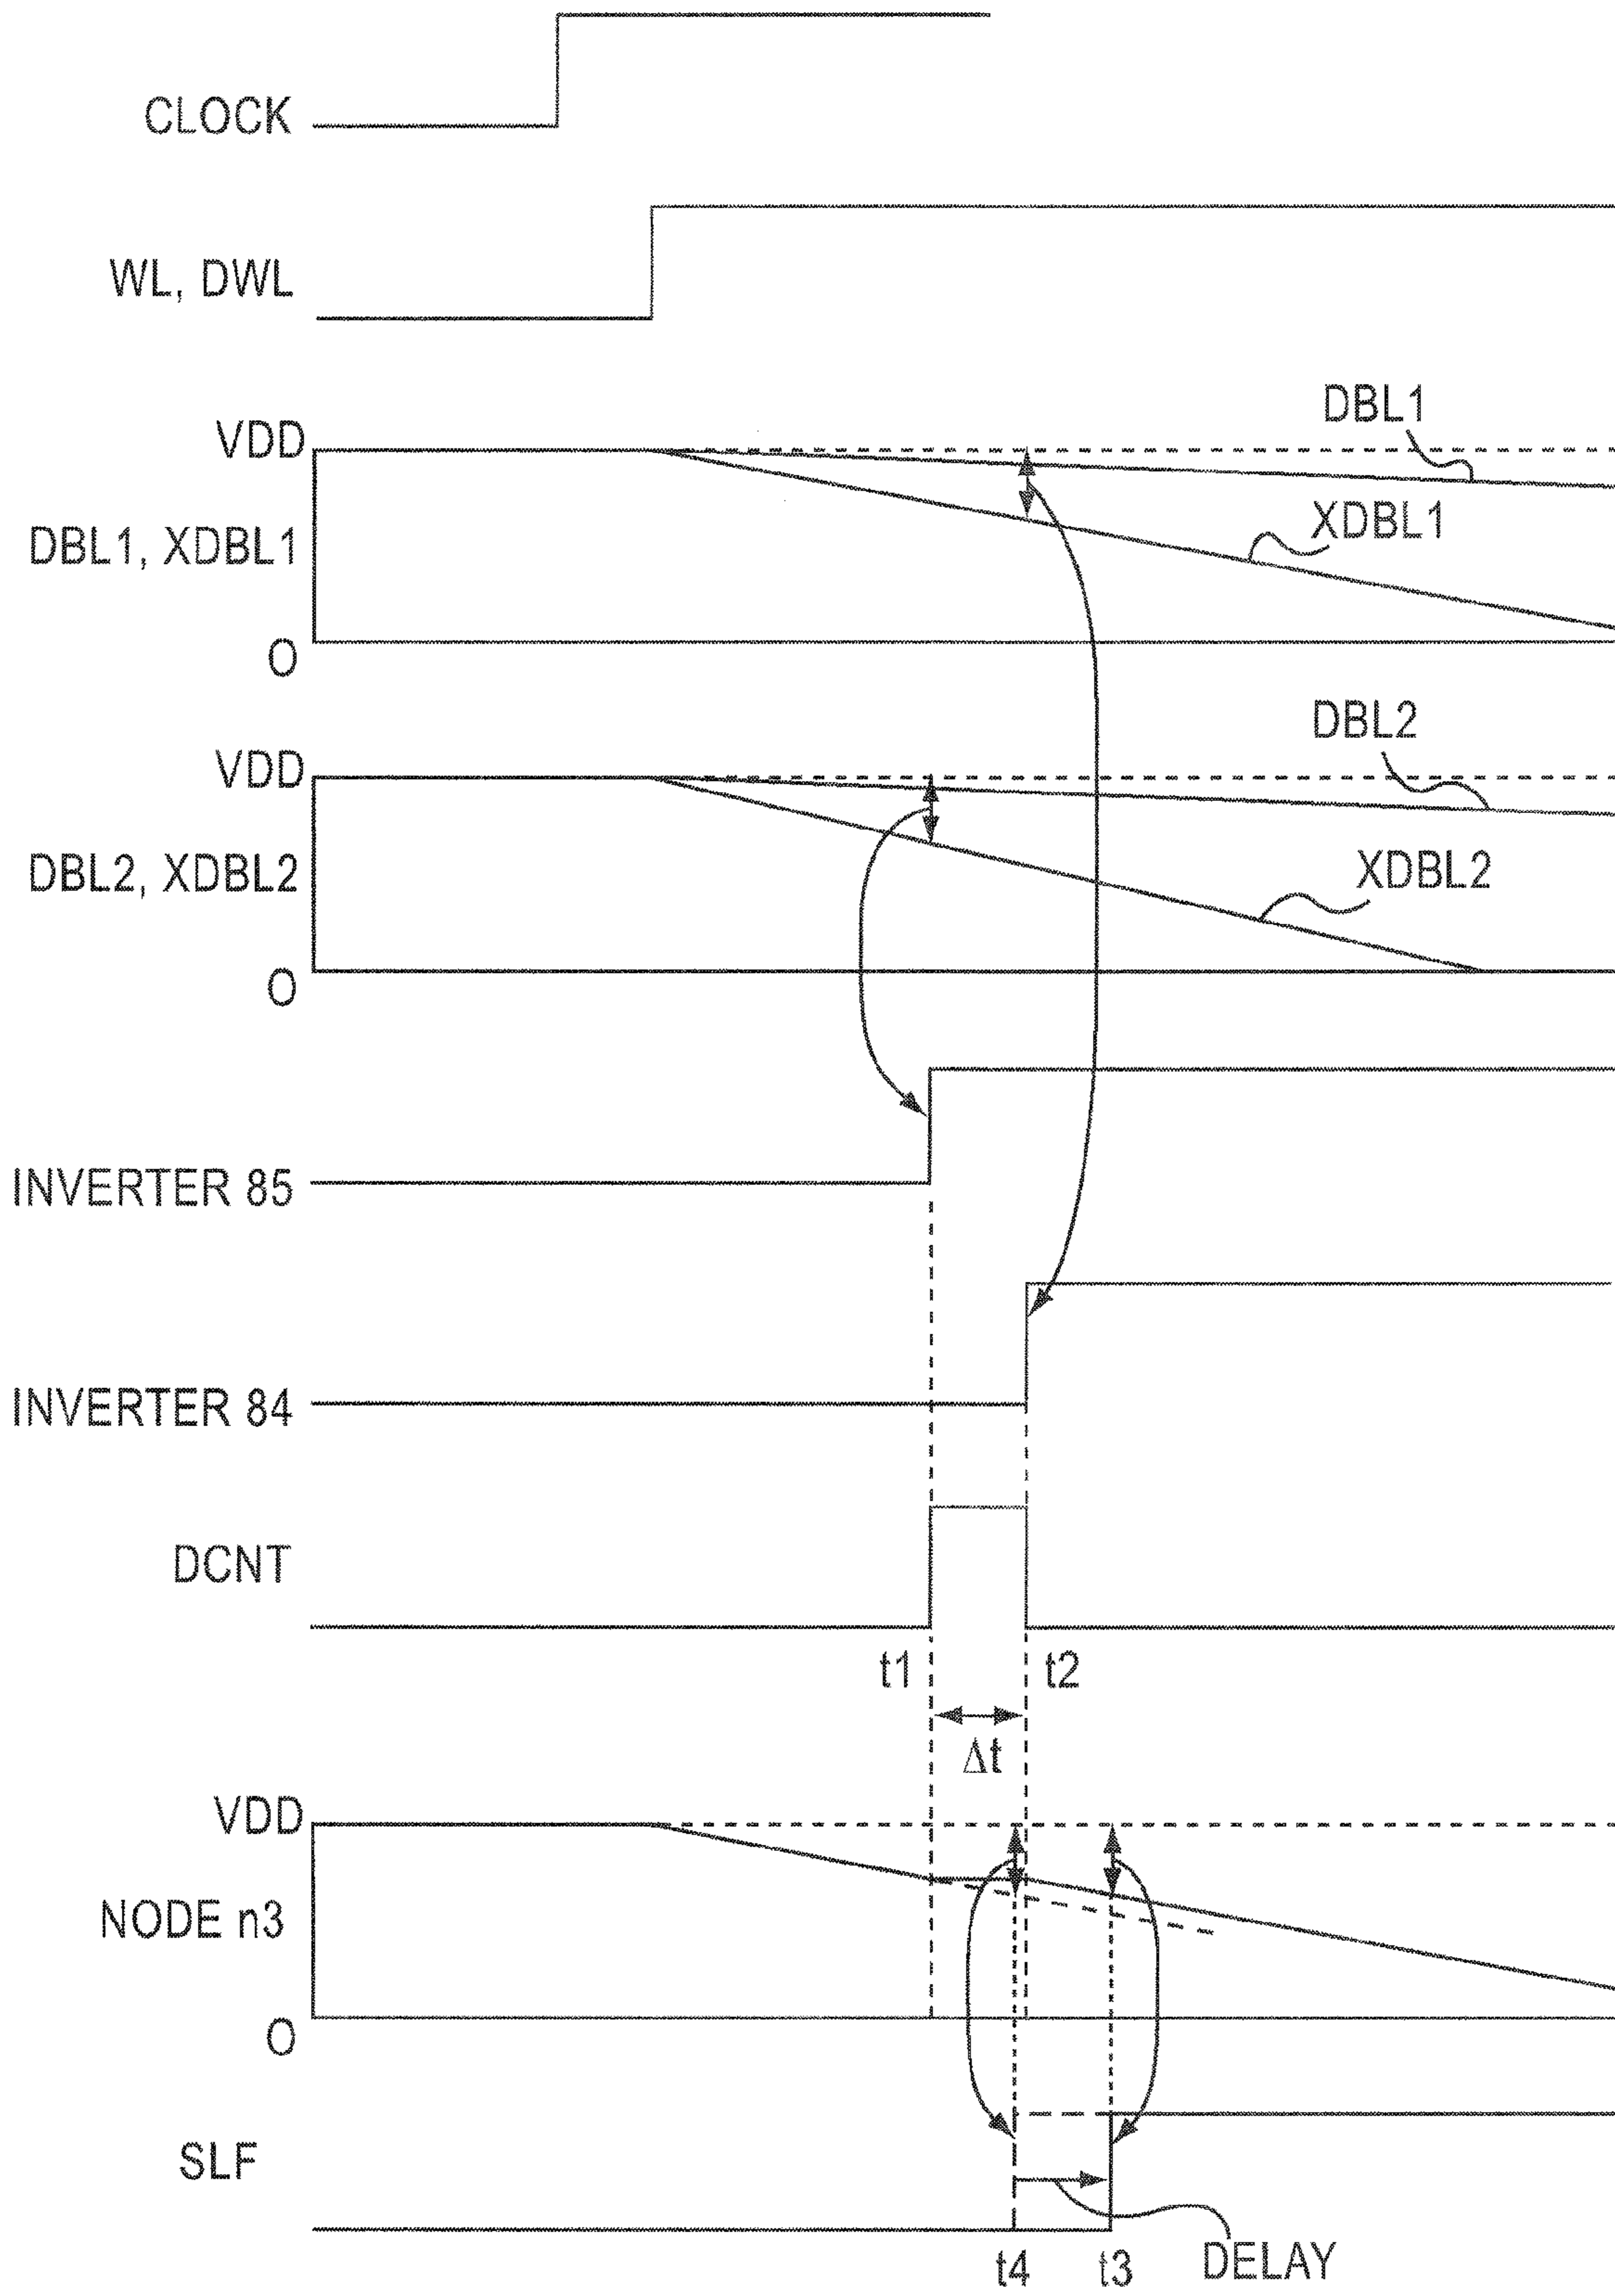 CLOCK
WL, DWL
DBL1
VDD
XDBL1
DBL1, XDBL1
O
DBL2
VDD
XDBL2
DBL2, XDBL2
O
INVERTER 85
INVERTER 84
DCNT
t1 t2
Δt
VDD
NODE n3
O
SLF
t4 t3 DELAY